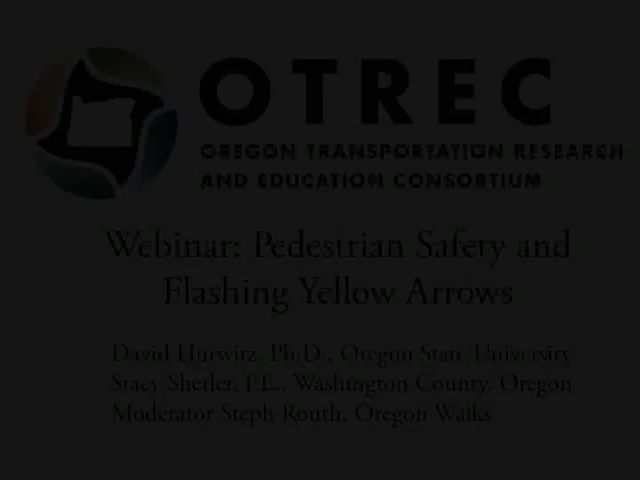 OTREC
OREGON TRANSPORTATION RESEARCH
AND EDUCATION CONSORTIUM
Webinar: Pedestrian Safety and
Flashing Yellow Arrows
David Hurwitz, Ph.D., Oregon State University
Stacy Shetler, P.E., Washington County, Oregon
Moderator Steph Routh, Oregon Walks